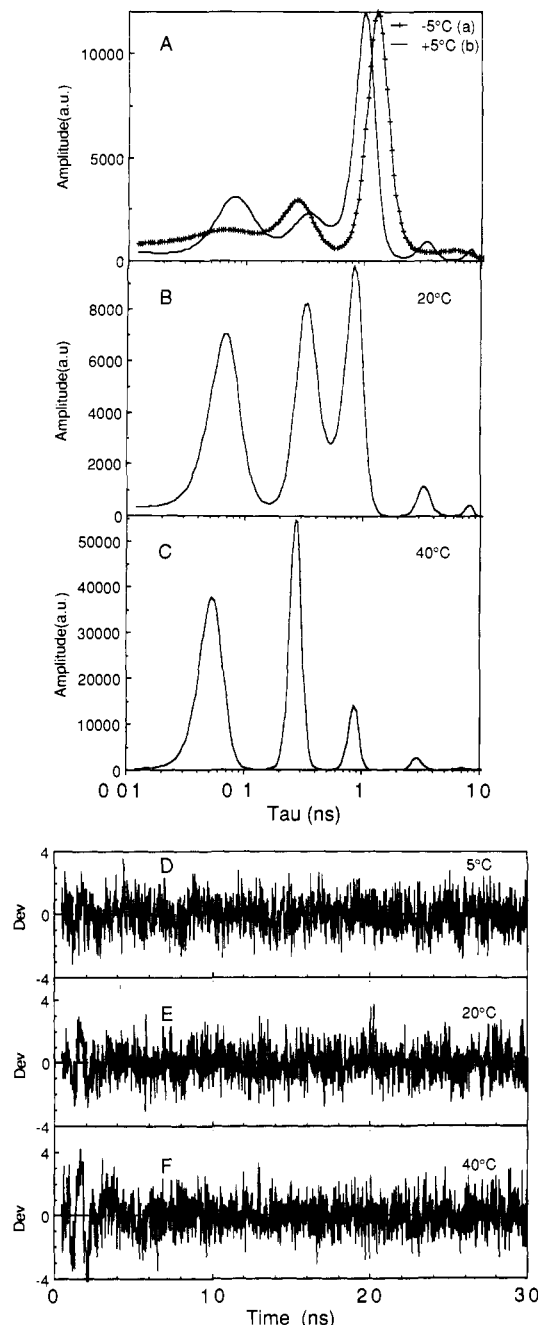 A
-5°C (a)
+5°C (b)
10000
5000
0
Amplitude(a.u.)
B
20°C
8000
6000
4000
2000
0
Amplitude(a.u)
C
40°C
50000
40000
30000
20000
10000
0
Amplitude(a.u.)
0 01 0 1 1 10
Tau (ns)
D
5°C
4
0
-4
Dev
E
20°C
4
0
-4
Dev
F
40°C
4
0
-4
Dev
0 10 20 30
Time (ns)